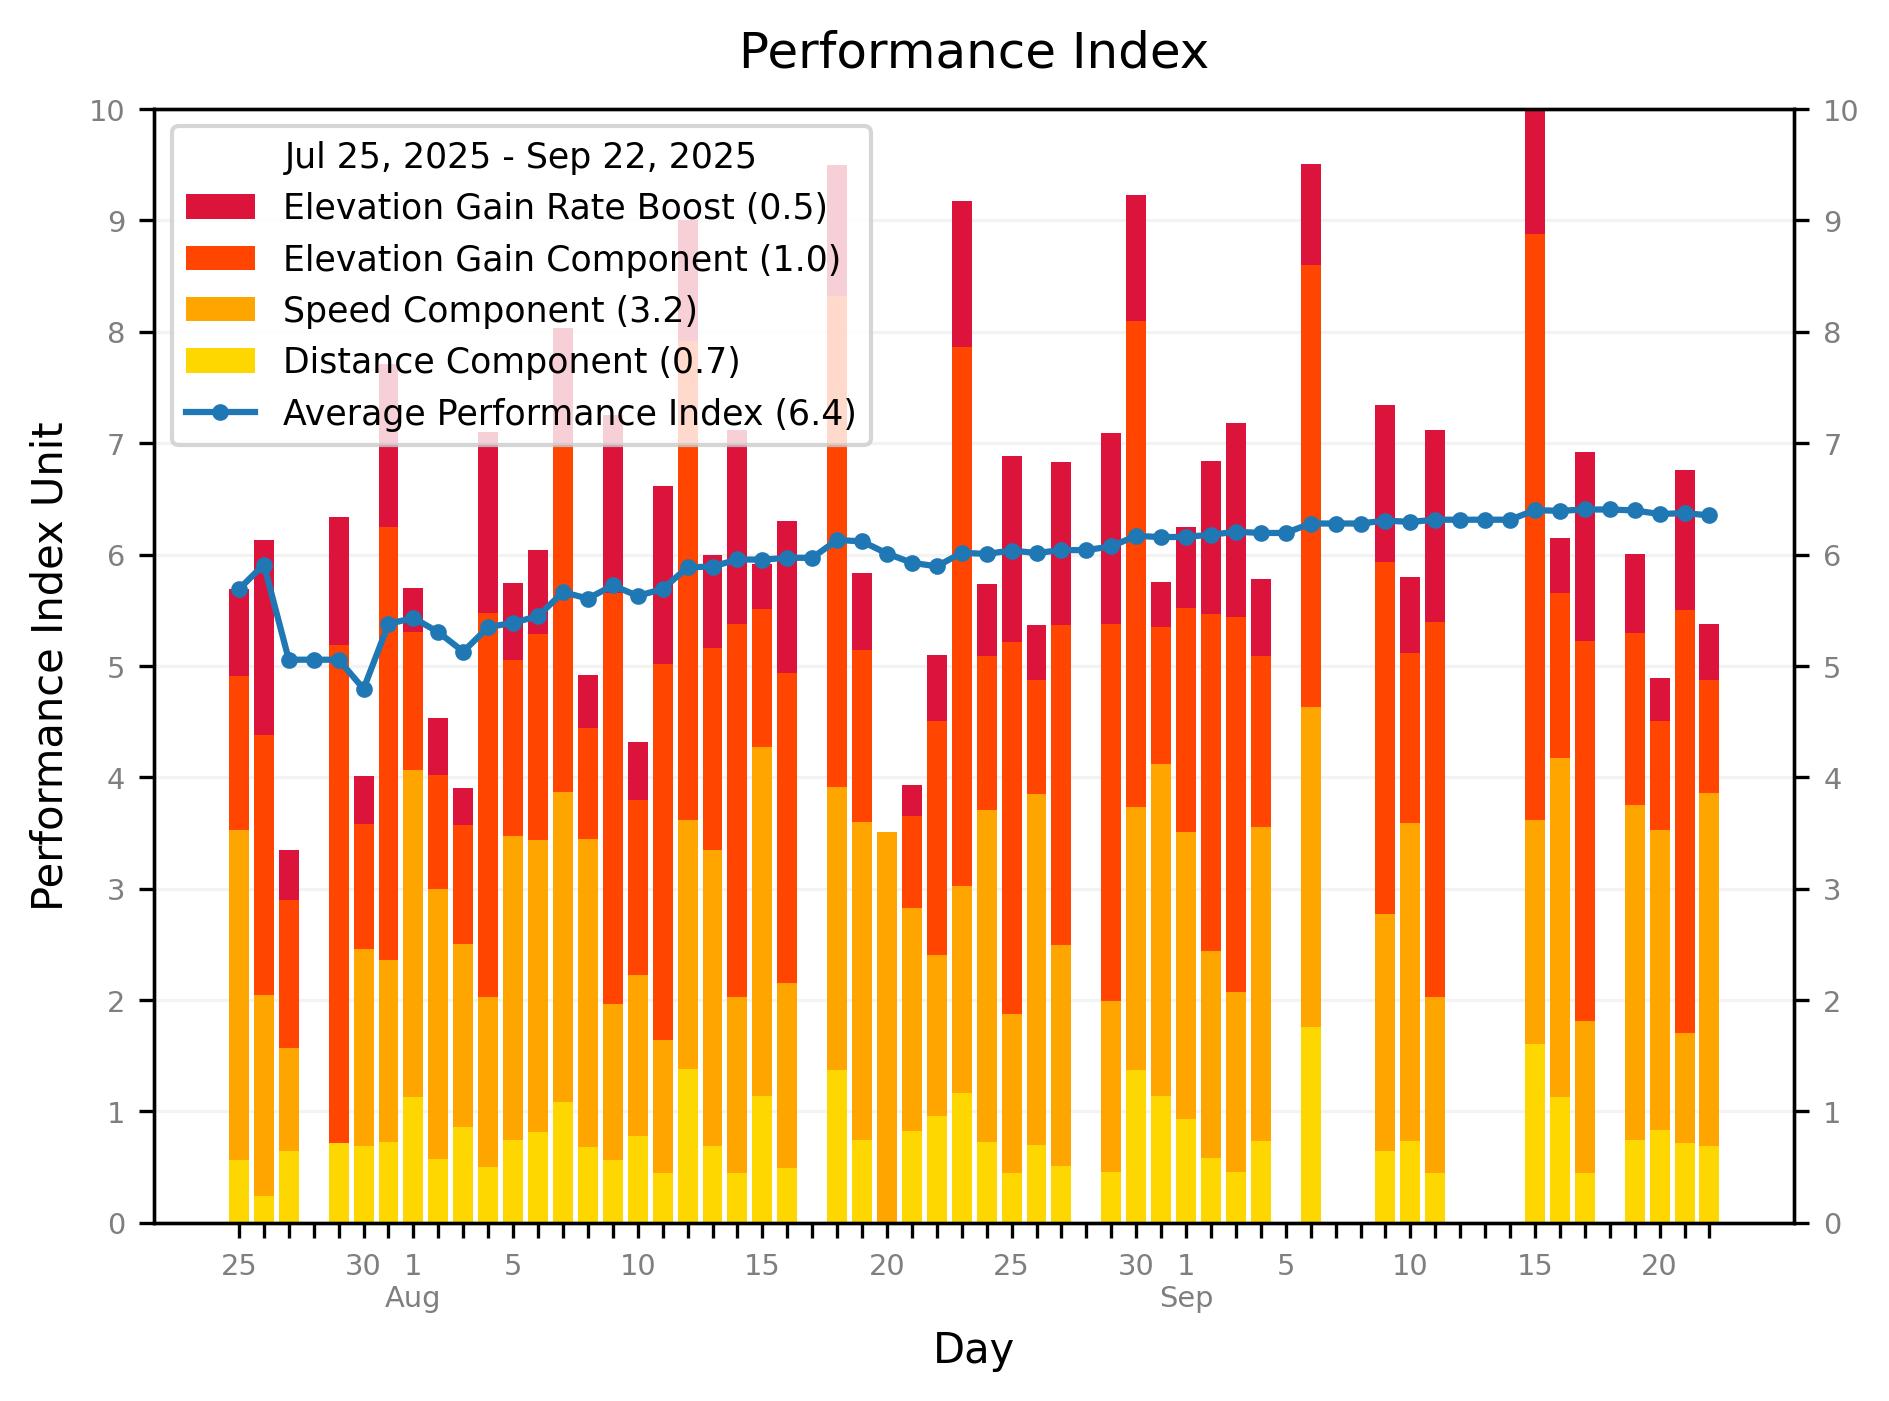 Performance Index
10
9
8
7
6
5
4
3
2
1
0
Performance Index Unit
Jul 25, 2025 - Sep 22, 2025
Elevation Gain Rate Boost (0.5)
Elevation Gain Component (1.0)
Speed Component (3.2)
Distance Component (0.7)
Average Performance Index (6.4)
10
9
8
7
6
5
4
3
2
1
0
25 30 1 5 10 15 20 25 30 1 5 10 15 20
Aug Sep
Day